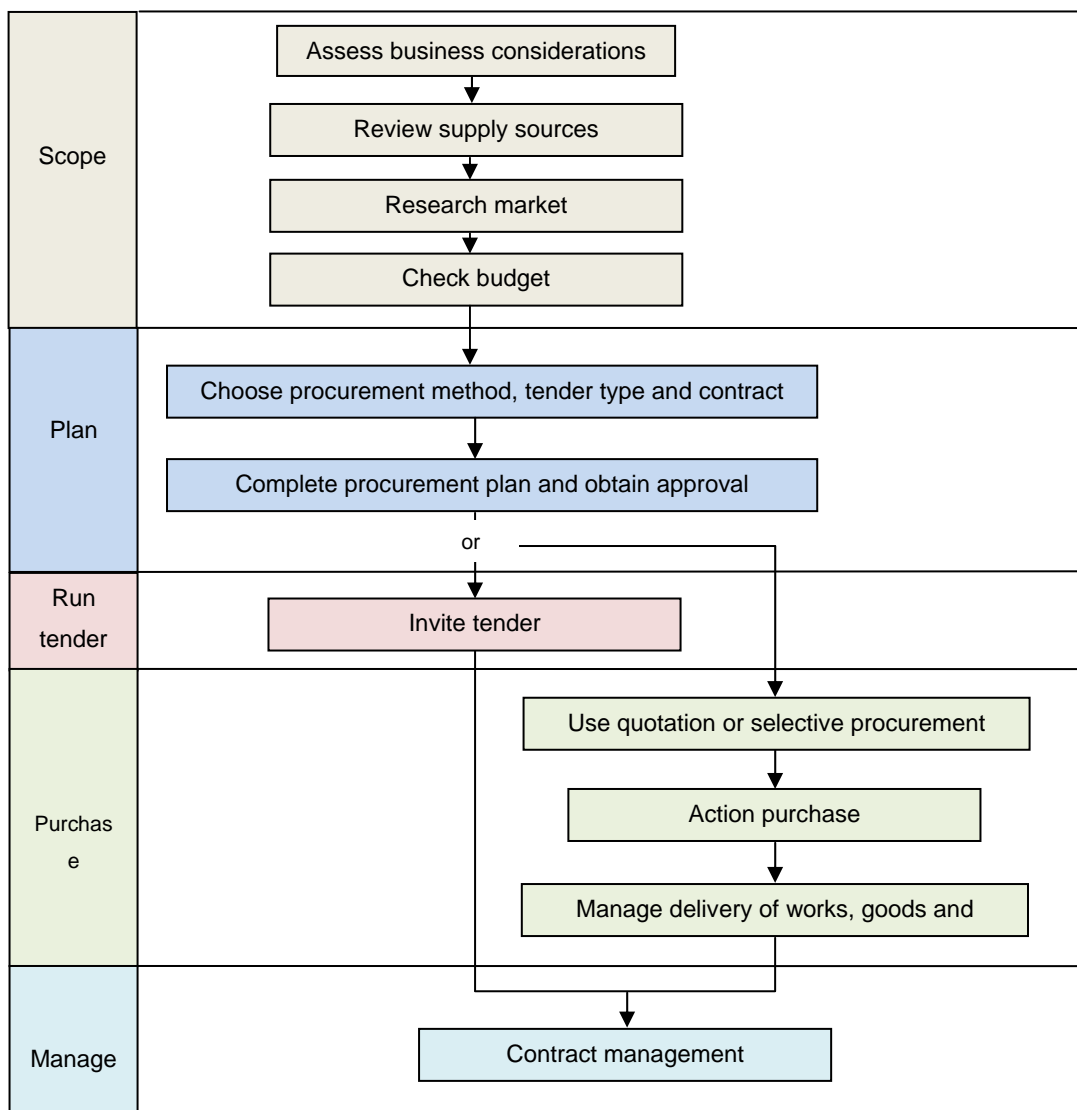 Scope
Assess business considerations
Review supply sources
Research market
Check budget
Plan
Choose procurement method, tender type and contract
Complete procurement plan and obtain approval
or
Run
tender
Invite tender
Purchas
e
Use quotation or selective procurement
Action purchase
Manage delivery of works, goods and
Manage
Contract management